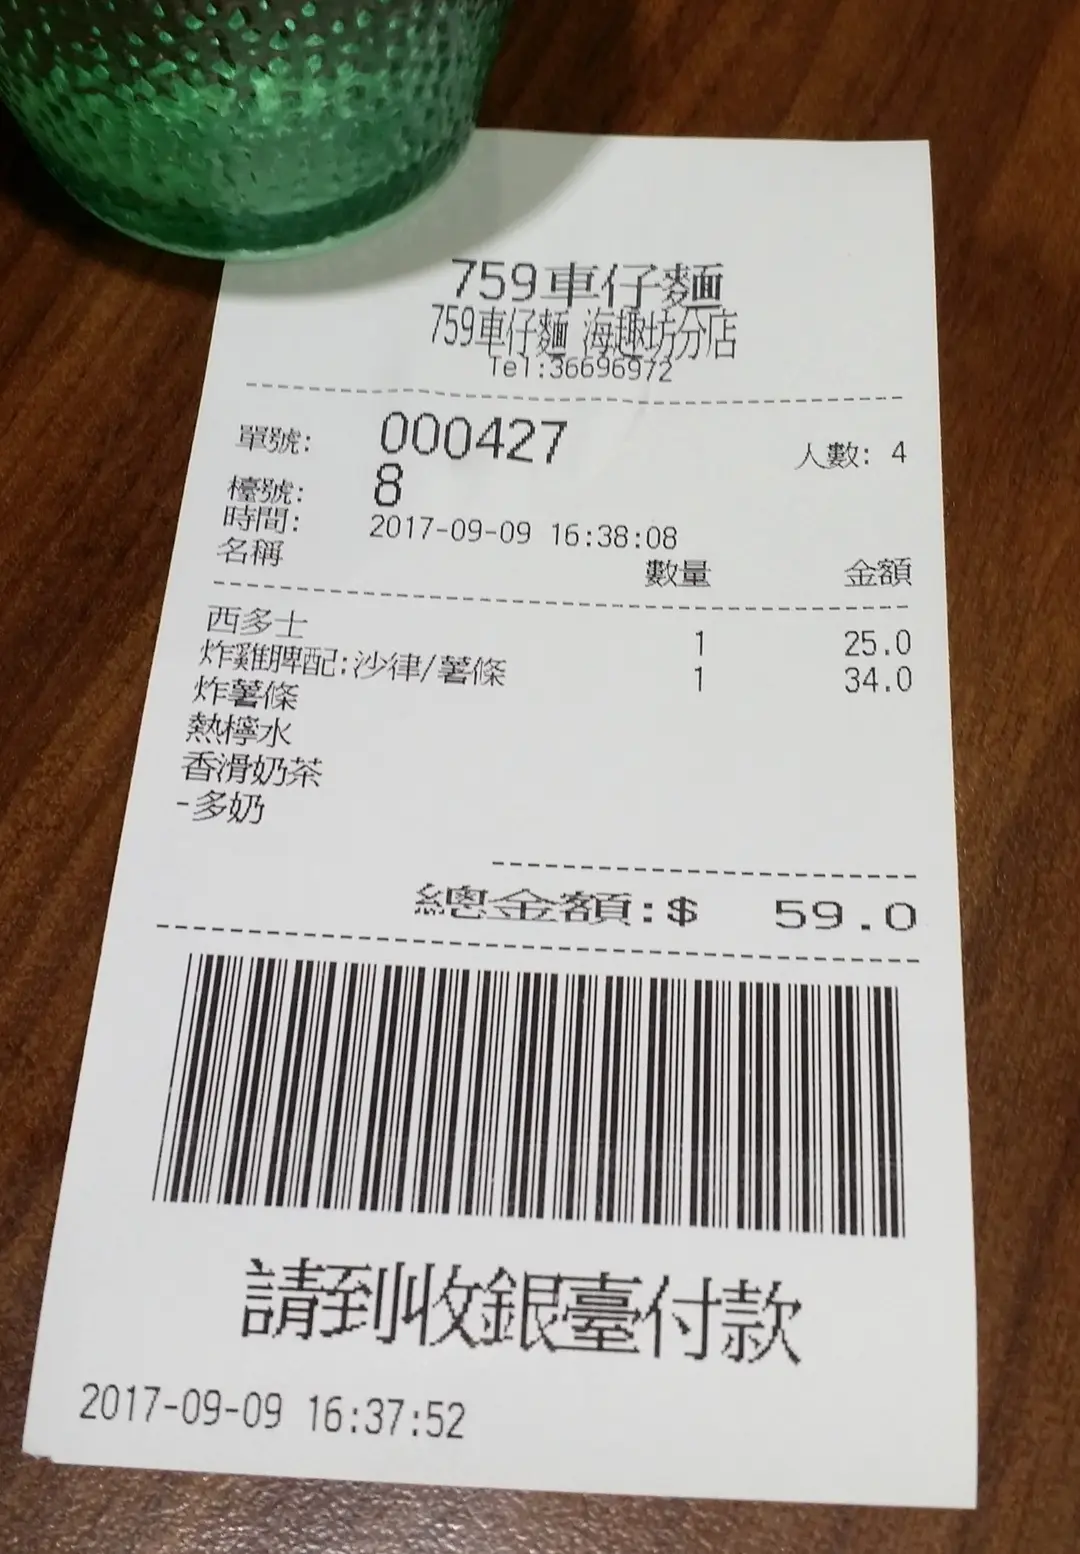 759車仔麵
759車仔麵 海趣坊分店
Tel:36696972
單號: 000427 人數: 4
檯號: 8
時間: 2017-09-09 16:38:08
名稱 數量 金額
西多士 1 25.0
炸雞脾配:沙律/薯條 1 34.0
炸薯條
熱檸水
香滑奶茶
-多奶
總金額:$ 59.0
請到收銀臺付款
2017-09-09 16:37:52